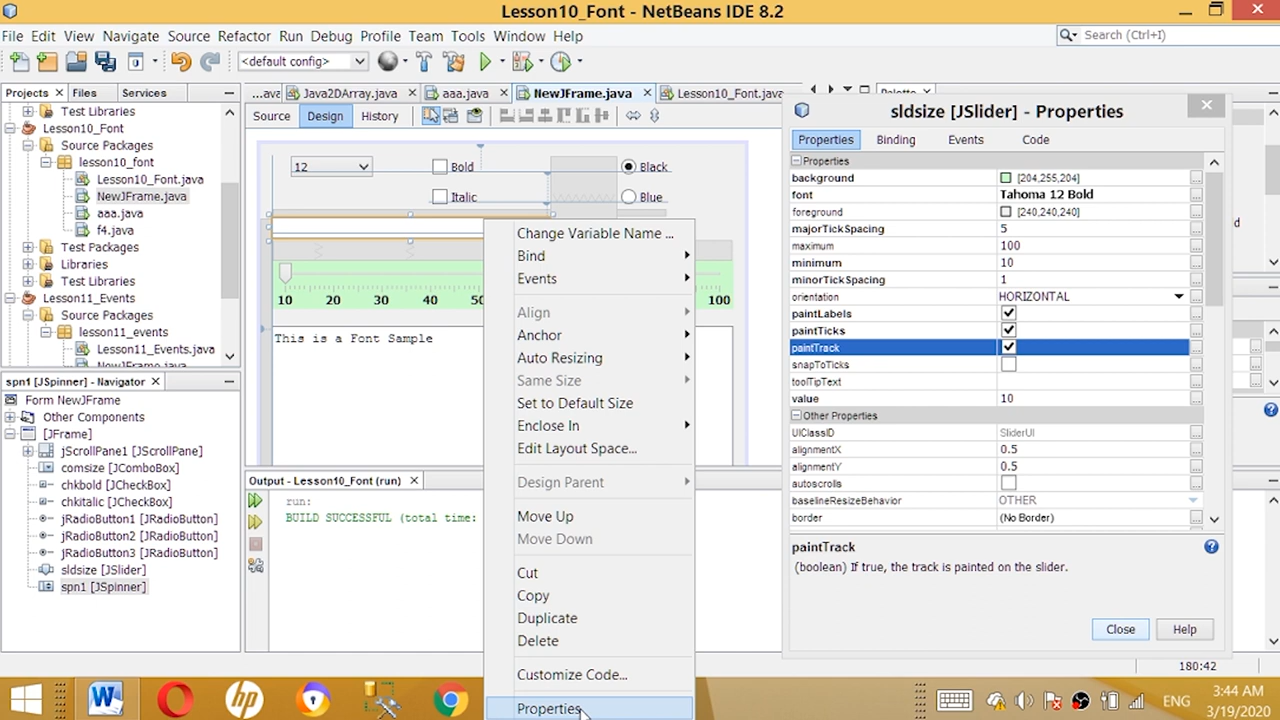 Lesson10_Font - NetBeans IDE 8.2
File Edit View Navigate Source Refactor Run Debug Profile Team Tools Window Help
Search (Ctrl+I)
<default config>
Projects Files Services
...ava Java2DArray.java aaa.java NewJFrame.java Lesson10_Font.java
Source Design History
Test Libraries
Lesson10_Font
Source Packages
lesson10_font
Lesson10_Font.java
NewJFrame.java
aaa.java
f4.java
Test Packages
Libraries
Test Libraries
Lesson11_Events
Source Packages
lesson11_events
Lesson11_Events.java
NewJFrame.java
spn1 [JSpinner] - Navigator
Form NewJFrame
Other Components
[JFrame]
jScrollPane1 [JScrollPane]
comsize [JComboBox]
chkbold [JCheckBox]
chkitalic [JCheckBox]
jRadioButton1 [JRadioButton]
jRadioButton2 [JRadioButton]
jRadioButton3 [JRadioButton]
sldsize [JSlider]
spn1 [JSpinner]
12 Bold Black
Italic Blue
10 20 30 40 50 100
This is a Font Sample
Output - Lesson10_Font (run)
run:
BUILD SUCCESSFUL (total time:
Change Variable Name ...
Bind
Events
Align
Anchor
Auto Resizing
Same Size
Set to Default Size
Enclose In
Edit Layout Space...
Design Parent
Move Up
Move Down
Cut
Copy
Duplicate
Delete
Customize Code...
Properties
Palette
sldsize [JSlider] - Properties
Properties Binding Events Code
Properties
background [204,255,204]
font Tahoma 12 Bold
foreground [240,240,240]
majorTickSpacing 5
maximum 100
minimum 10
minorTickSpacing 1
orientation HORIZONTAL
paintLabels
paintTicks
paintTrack
snapToTicks
toolTipText
value 10
Other Properties
UIClassID SliderUI
alignmentX 0.5
alignmentY 0.5
autoscrolls
baselineResizeBehavior OTHER
border (No Border)
paintTrack
(boolean) If true, the track is painted on the slider.
Close Help
180:42
ENG
3:44 AM
3/19/2020